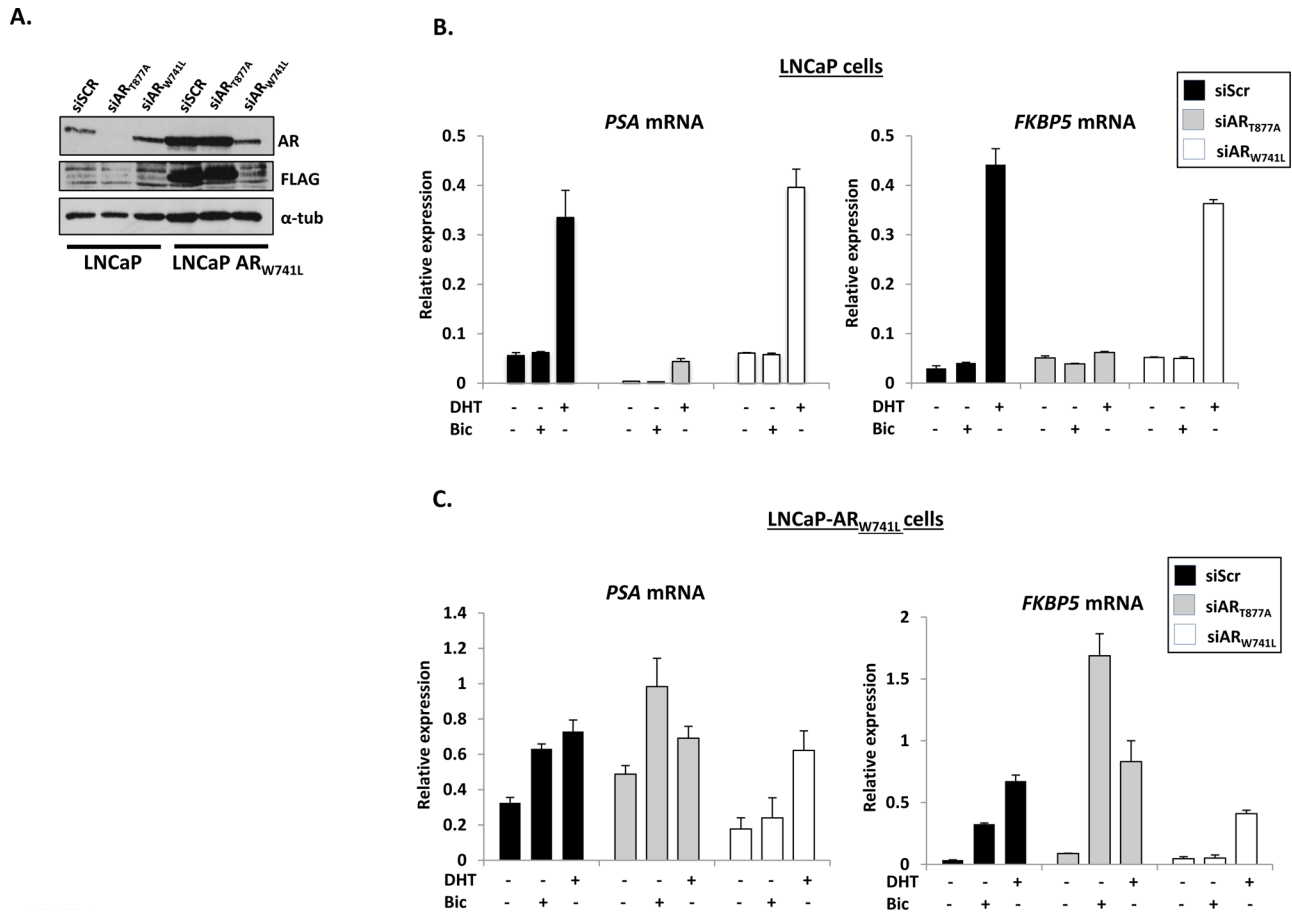 A.
siSCR siAR_T877A siAR_W741L siSCR siAR_T877A siAR_W741L
AR
FLAG
α-tub
LNCaP LNCaP AR_W741L
B.
LNCaP cells
siScr
siAR_T877A
siAR_W741L
PSA mRNA
Relative expression
0.5
0.4
0.3
0.2
0.1
0
DHT - - + - - + - - +
Bic - + - - + - - + -
FKBP5 mRNA
Relative expression
0.5
0.4
0.3
0.2
0.1
0
DHT - - + - - + - - +
Bic - + - - + - - + -
C.
LNCaP-AR_W741L cells
siScr
siAR_T877A
siAR_W741L
PSA mRNA
Relative expression
1.4
1.2
1
0.8
0.6
0.4
0.2
0
DHT - - + - - + - - +
Bic - + - - + - - + -
FKBP5 mRNA
Relative expression
2
1.5
1
0.5
0
DHT - - + - - + - - +
Bic - + - - + - - + -